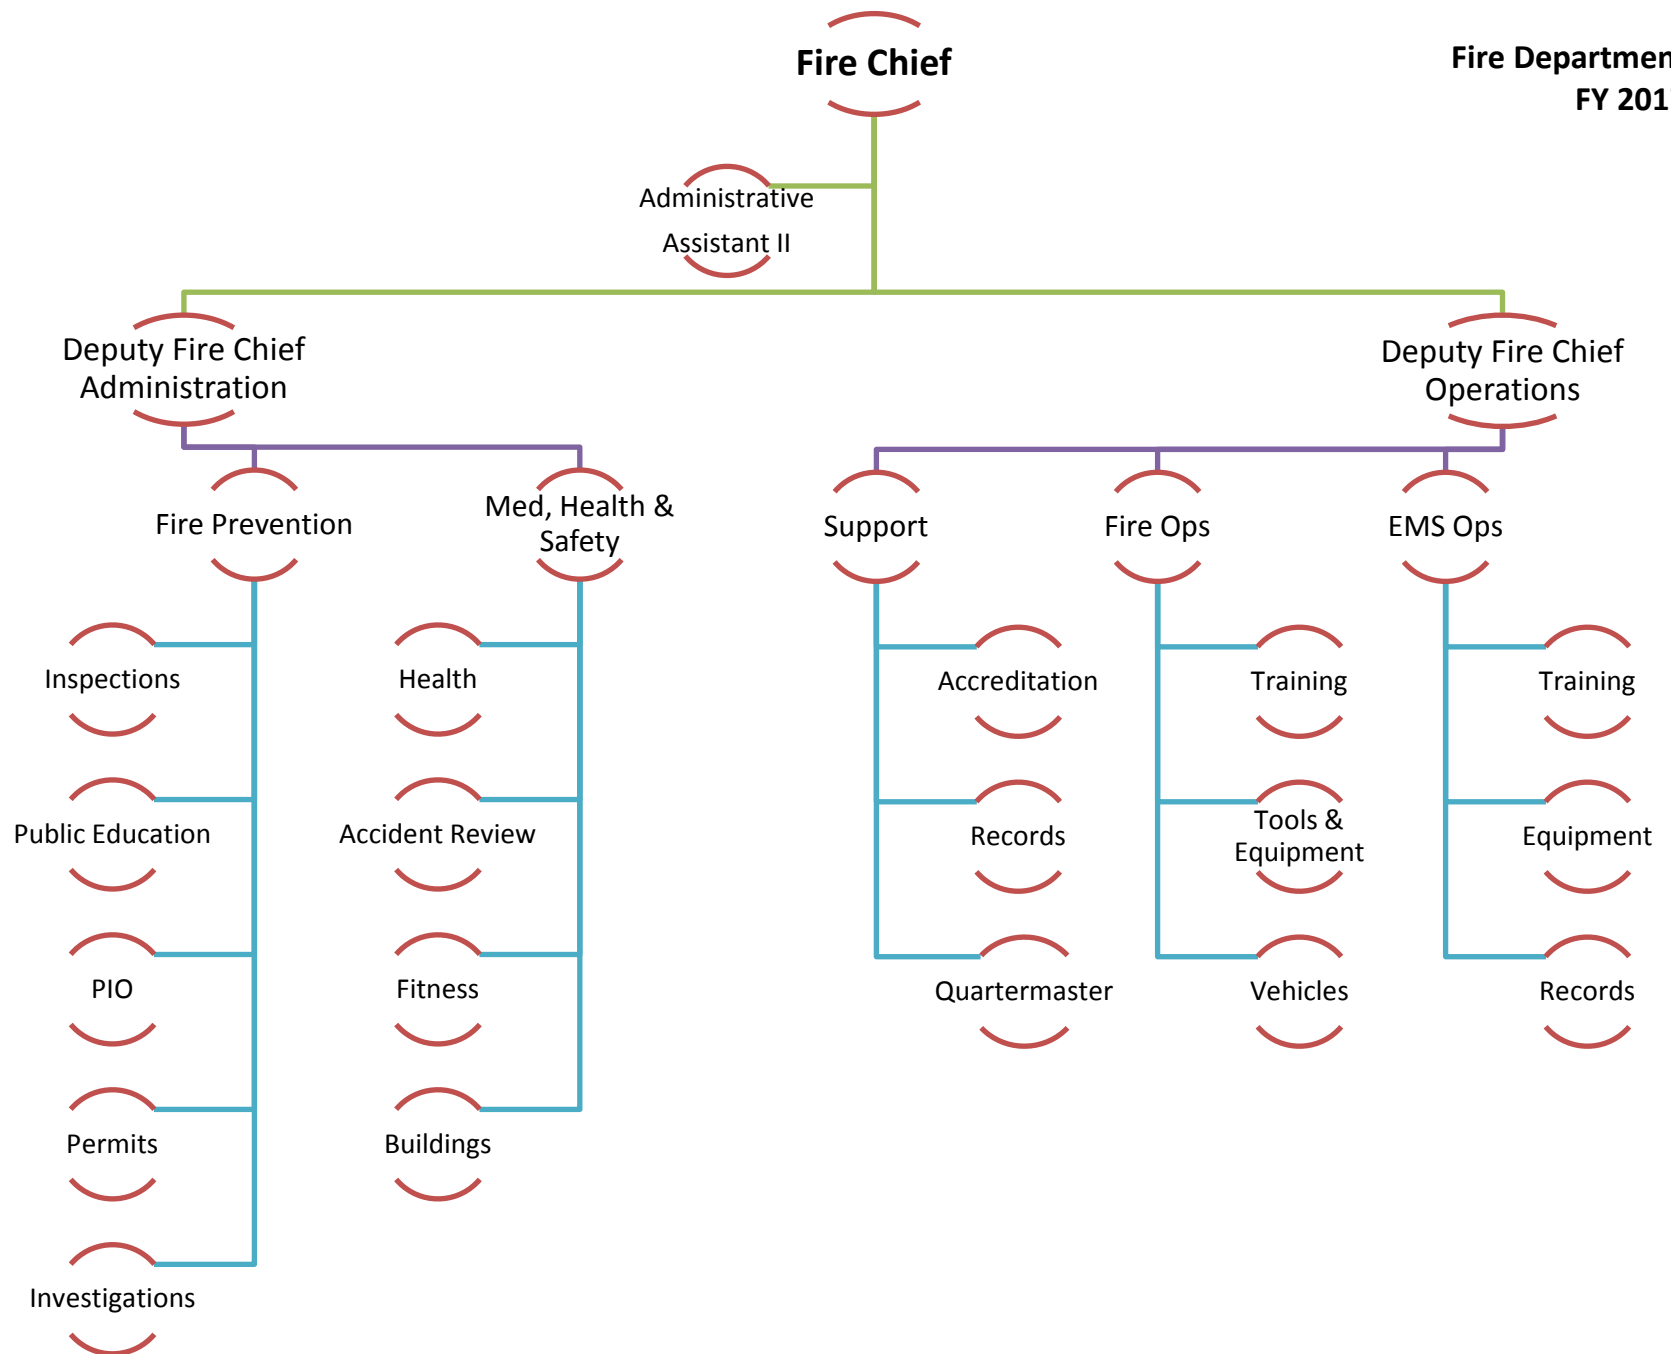 Fire Chief
Fire Departmen
FY 201
Administrative
Assistant II
Deputy Fire Chief
Administration
Deputy Fire Chief
Operations
Fire Prevention
Med, Health &
Safety
Support
Fire Ops
EMS Ops
Inspections
Health
Accreditation
Training
Training
Public Education
Accident Review
Records
Tools &
Equipment
Equipment
PIO
Fitness
Quartermaster
Vehicles
Records
Permits
Buildings
Investigations